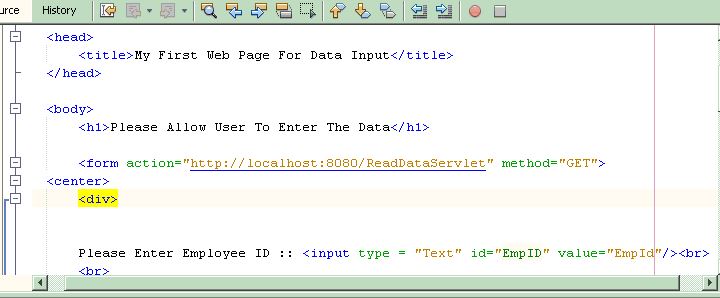 urce History
<head>
<title>My First Web Page For Data Input</title>
</head>
<body>
<h1>Please Allow User To Enter The Data</h1>
<form action="http://localhost:8080/ReadDataServlet" method="GET">
<center>
<div>
Please Enter Employee ID :: <input type = "Text" id="EmpID" value="EmpId"/><br>
<br>